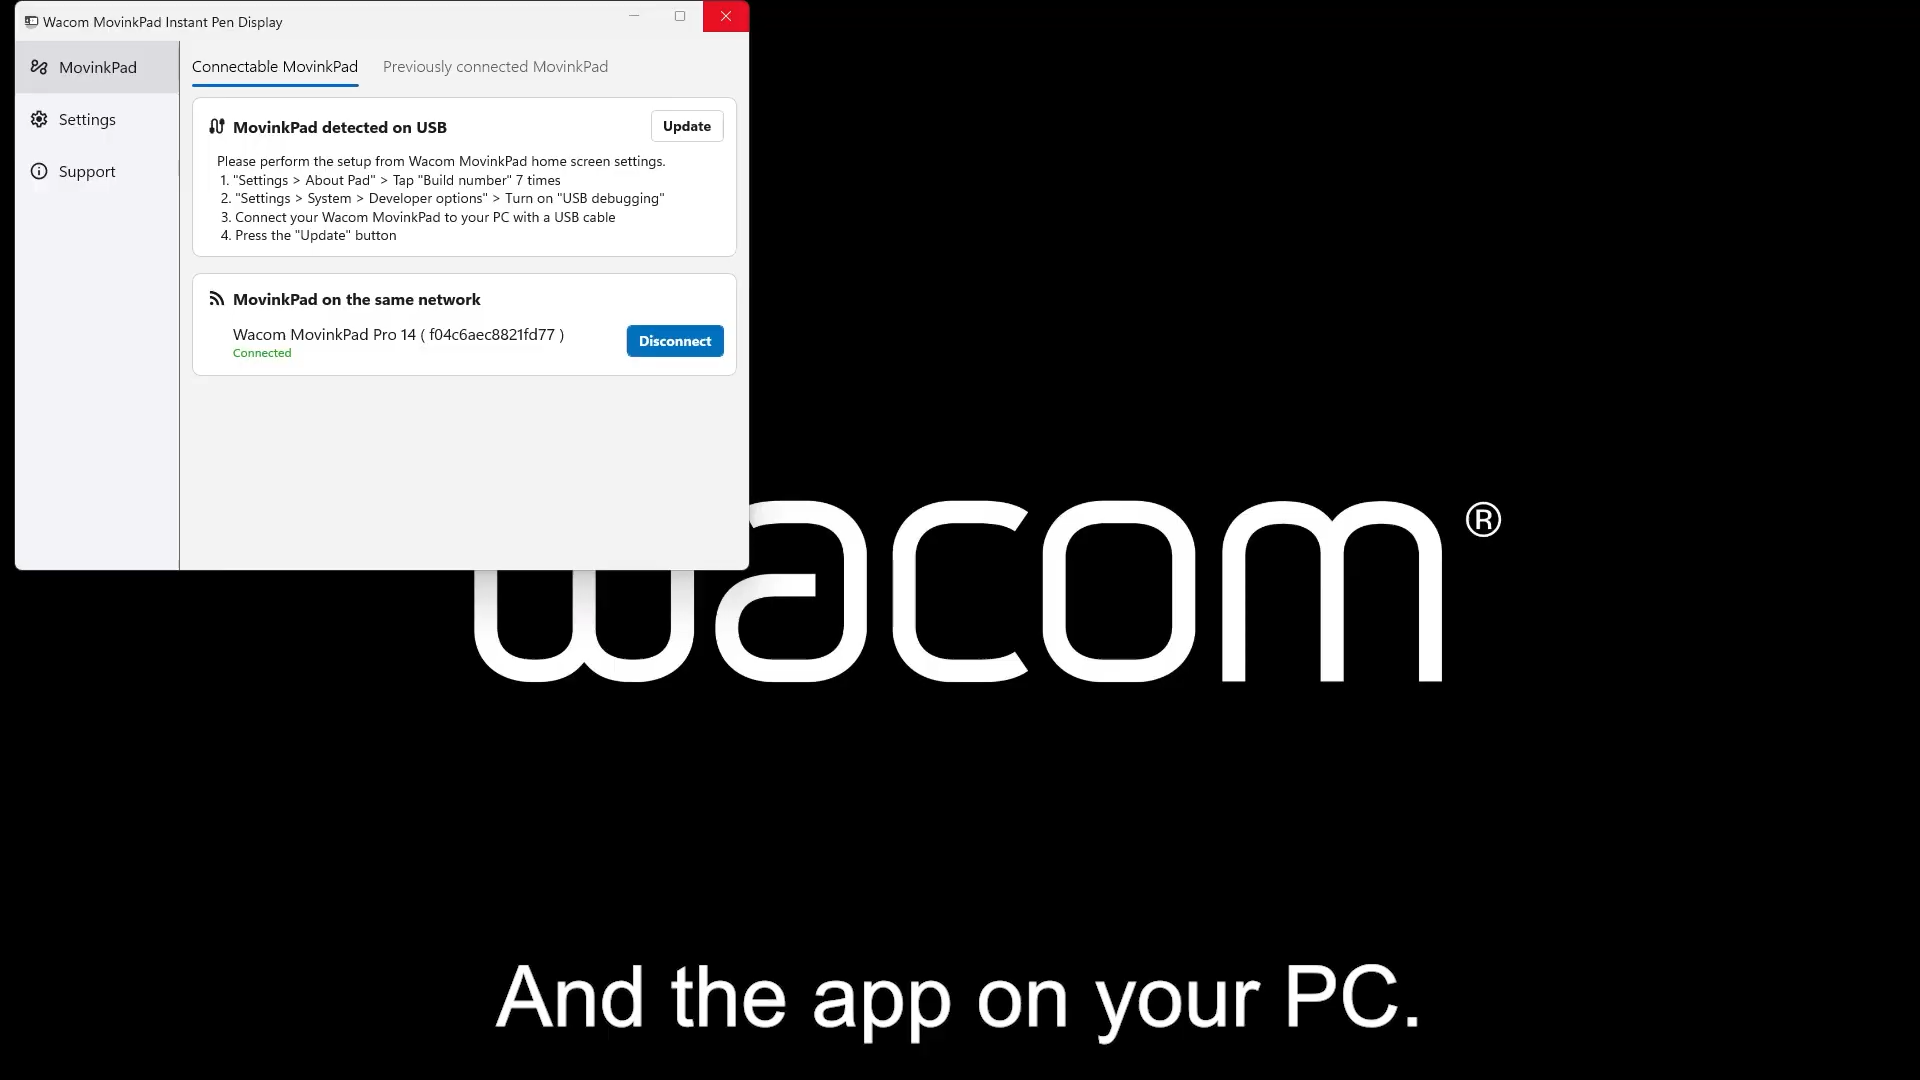 Wacom MovinkPad Instant Pen Display
MovinkPad
Settings
Support
Connectable MovinkPad
Previously connected MovinkPad
MovinkPad detected on USB
Update
Please perform the setup from Wacom MovinkPad home screen settings.
1. "Settings > About Pad" > Tap "Build number" 7 times
2. "Settings > System > Developer options" > Turn on "USB debugging"
3. Connect your Wacom MovinkPad to your PC with a USB cable
4. Press the "Update" button
MovinkPad on the same network
Wacom MovinkPad Pro 14 ( f04c6aec8821fd77 )
Connected
Disconnect
wacom®
And the app on your PC.